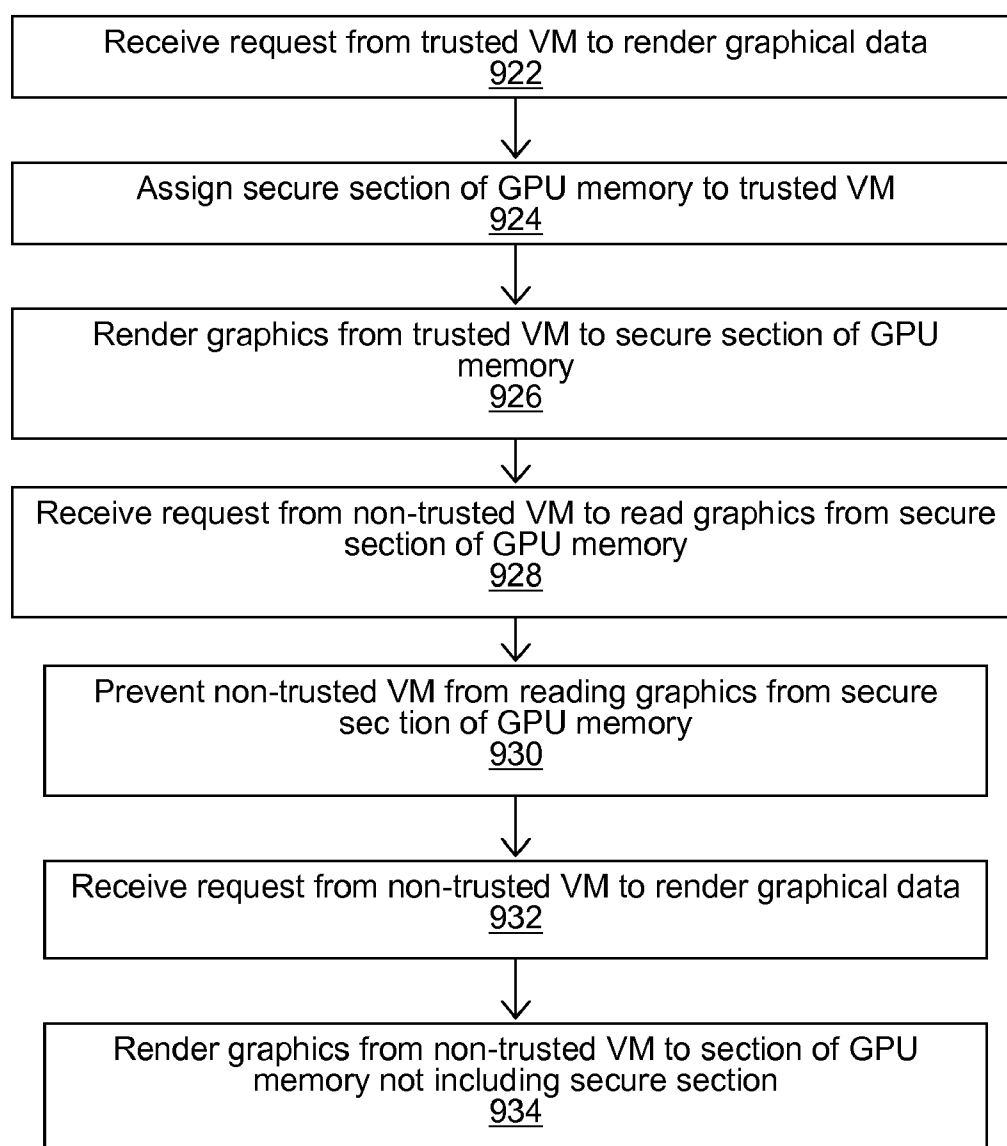 Receive request from trusted VM to render graphical data
922
Assign secure section of GPU memory to trusted VM
924
Render graphics from trusted VM to secure section of GPU
memory
926
Receive request from non-trusted VM to read graphics from secure
section of GPU memory
928
Prevent non-trusted VM from reading graphics from secure
sec tion of GPU memory
930
Receive request from non-trusted VM to render graphical data
932
Render graphics from non-trusted VM to section of GPU
memory not including secure section
934